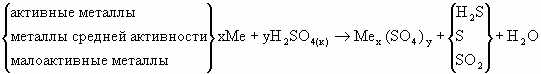 активные металлы
металлы средней активности
малоактивные металлы
xMe + yH₂SO₄₍ₖ₎ → Meₓ(SO₄)ᵧ +
H₂S
S
SO₂
+ H₂O